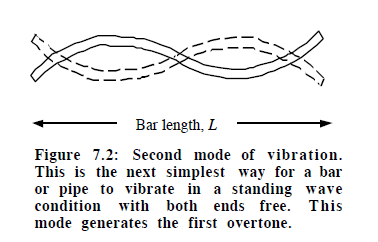 Bar length, L
Figure 7.2: Second mode of vibration.
This is the next simplest way for a bar
or pipe to vibrate in a standing wave
condition with both ends free. This
mode generates the first overtone.